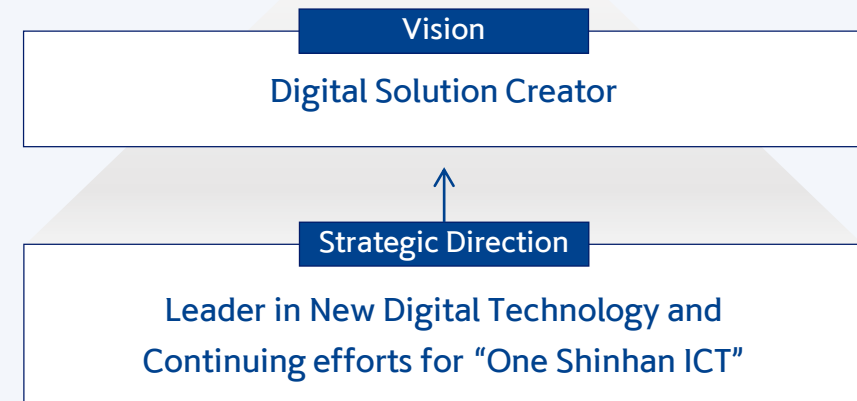 Vision
Digital Solution Creator
Strategic Direction
Leader in New Digital Technology and
Continuing efforts for “One Shinhan ICT”